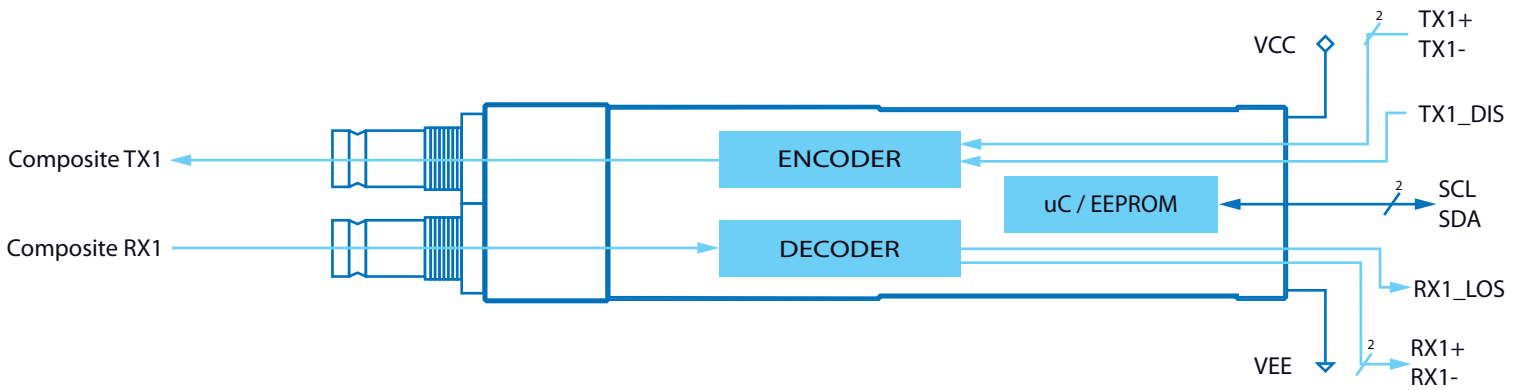 2
TX1+
TX1-
VCC
TX1_DIS
Composite TX1
ENCODER
uC / EEPROM
2
SCL
SDA
Composite RX1
DECODER
RX1_LOS
VEE
2
RX1+
RX1-